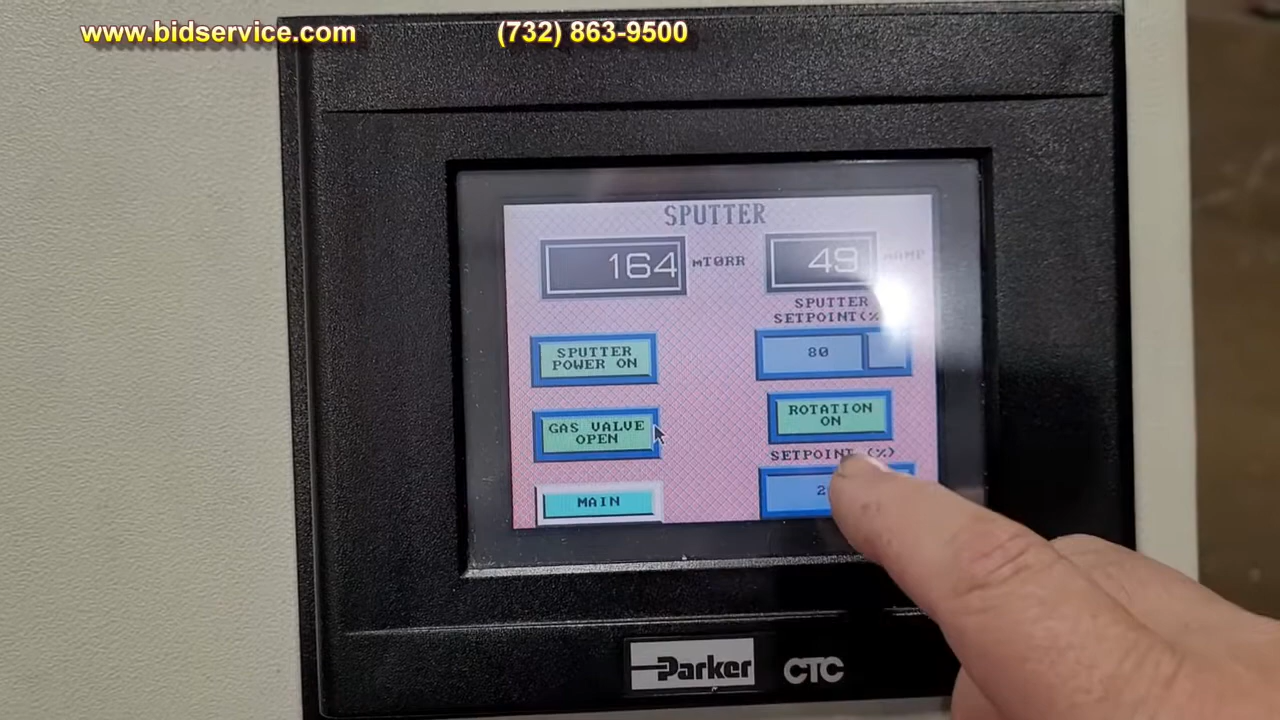 www.bidservice.com (732) 863-9500
SPUTTER
164 mTORR 49
SPUTTER
SETPOINT(%
SPUTTER
POWER ON
80
GAS VALVE
OPEN
ROTATION
ON
SETPOINT (%)
MAIN
2
Parker CTC